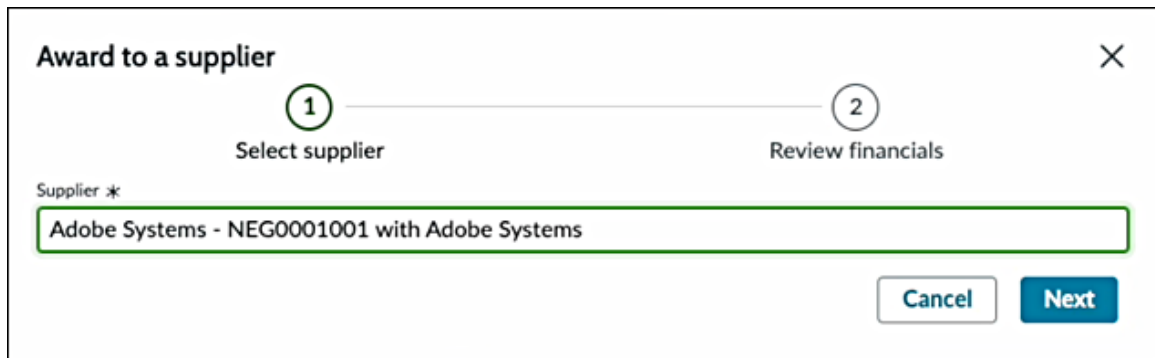 Award to a supplier
1
2
Select supplier
Review financials
Supplier *
Adobe Systems - NEG0001001 with Adobe Systems
Cancel
Next